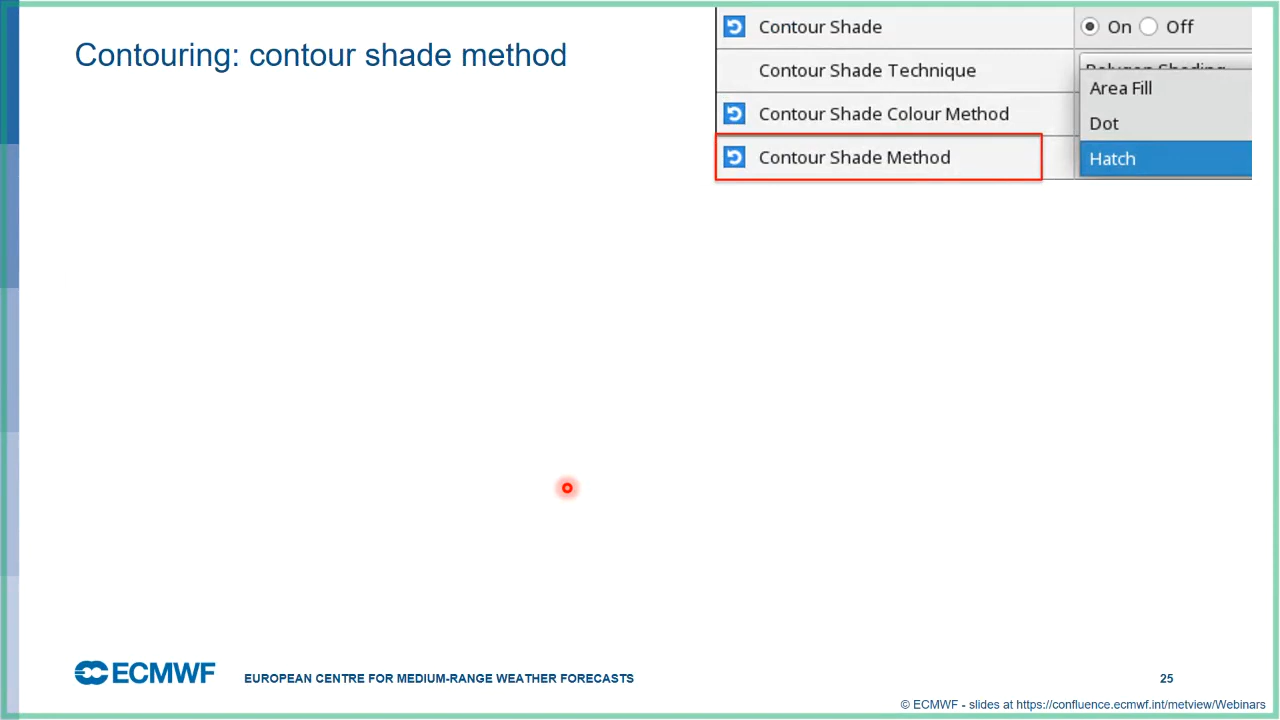 Contouring: contour shade method
Contour Shade
On
Off
Contour Shade Technique
Polygon Shading
Area Fill
Contour Shade Colour Method
Dot
Contour Shade Method
Hatch
ECMWF
EUROPEAN CENTRE FOR MEDIUM-RANGE WEATHER FORECASTS
25
© ECMWF - slides at https://confluence.ecmwf.int/metview/Webinars